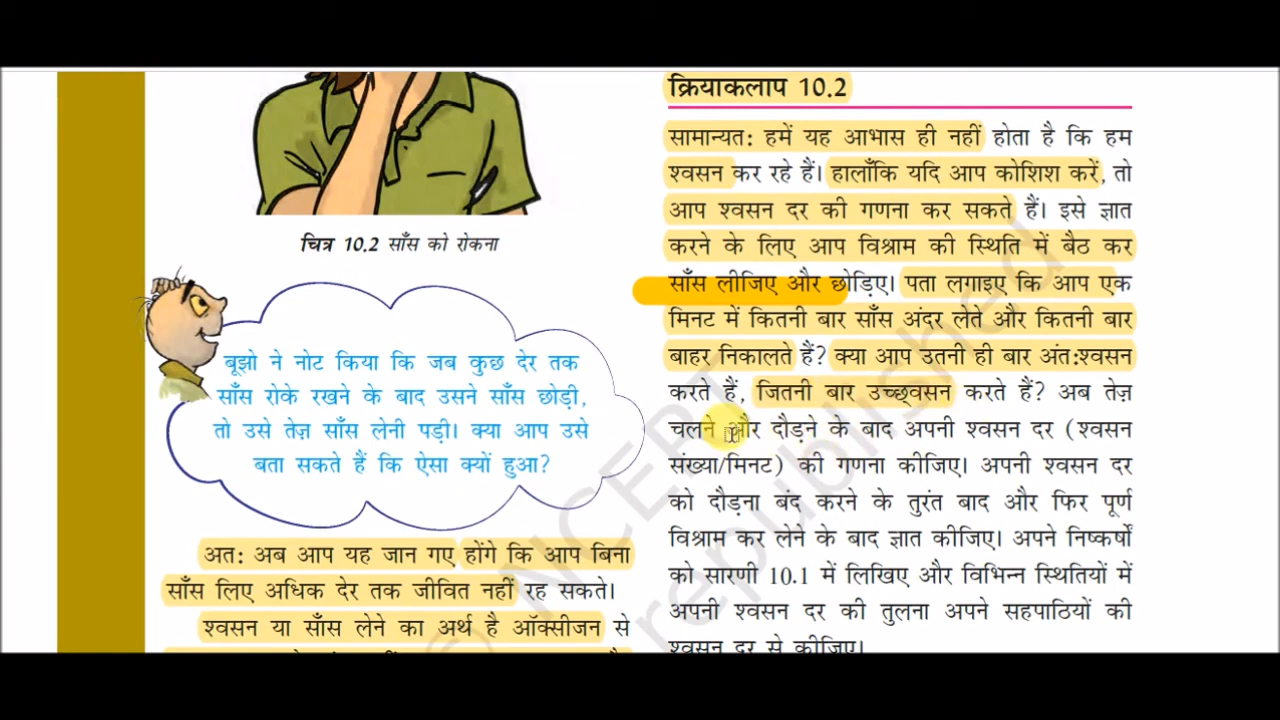 चित्र 10.2 साँस को रोकना
बूझो ने नोट किया कि जब कुछ देर तक
साँस रोके रखने के बाद उसने साँस छोड़ी,
तो उसे तेज़ साँस लेनी पड़ी। क्या आप उसे
बता सकते हैं कि ऐसा क्यों हुआ?
अतः अब आप यह जान गए होंगे कि आप बिना
साँस लिए अधिक देर तक जीवित नहीं रह सकते।
श्वसन या साँस लेने का अर्थ है ऑक्सीजन से
क्रियाकलाप 10.2
सामान्यतः हमें यह आभास ही नहीं होता है कि हम
श्वसन कर रहे हैं। हालाँकि यदि आप कोशिश करें, तो
आप श्वसन दर की गणना कर सकते हैं। इसे ज्ञात
करने के लिए आप विश्राम की स्थिति में बैठ कर
साँस लीजिए और छोड़िए। पता लगाइए कि आप एक
मिनट में कितनी बार साँस अंदर लेते और कितनी बार
बाहर निकालते हैं? क्या आप उतनी ही बार अंतःश्वसन
करते हैं, जितनी बार उच्छ्वसन करते हैं? अब तेज़
चलने और दौड़ने के बाद अपनी श्वसन दर (श्वसन
संख्या/मिनट) की गणना कीजिए। अपनी श्वसन दर
को दौड़ना बंद करने के तुरंत बाद और फिर पूर्ण
विश्राम कर लेने के बाद ज्ञात कीजिए। अपने निष्कर्षों
को सारणी 10.1 में लिखिए और विभिन्न स्थितियों में
अपनी श्वसन दर की तुलना अपने सहपाठियों की
श्वसन दर से कीजिए।
© NCERT
republished